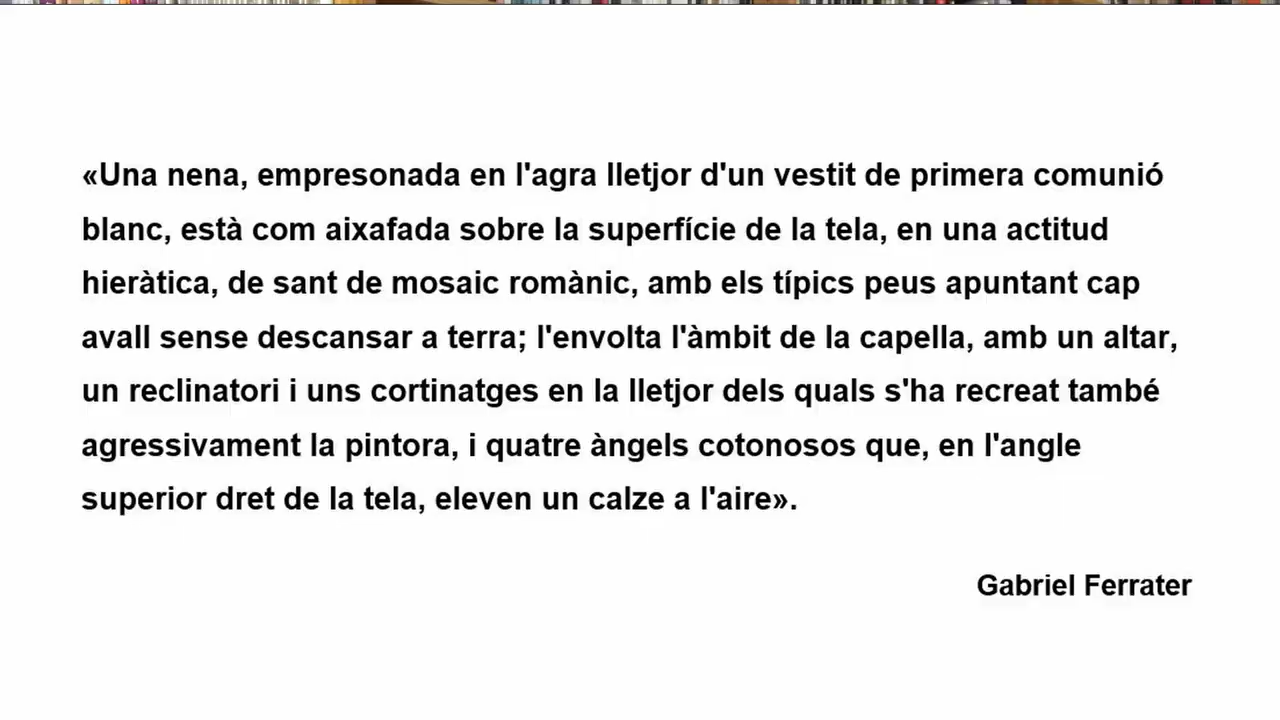 «Una nena, empresonada en l'agra lletjor d'un vestit de primera comunió
blanc, està com aixafada sobre la superfície de la tela, en una actitud
hieràtica, de sant de mosaic romànic, amb els típics peus apuntant cap
avall sense descansar a terra; l'envolta l'àmbit de la capella, amb un altar,
un reclinatori i uns cortinatges en la lletjor dels quals s'ha recreat també
agressivament la pintora, i quatre àngels cotonosos que, en l'angle
superior dret de la tela, eleven un calze a l'aire».
Gabriel Ferrater